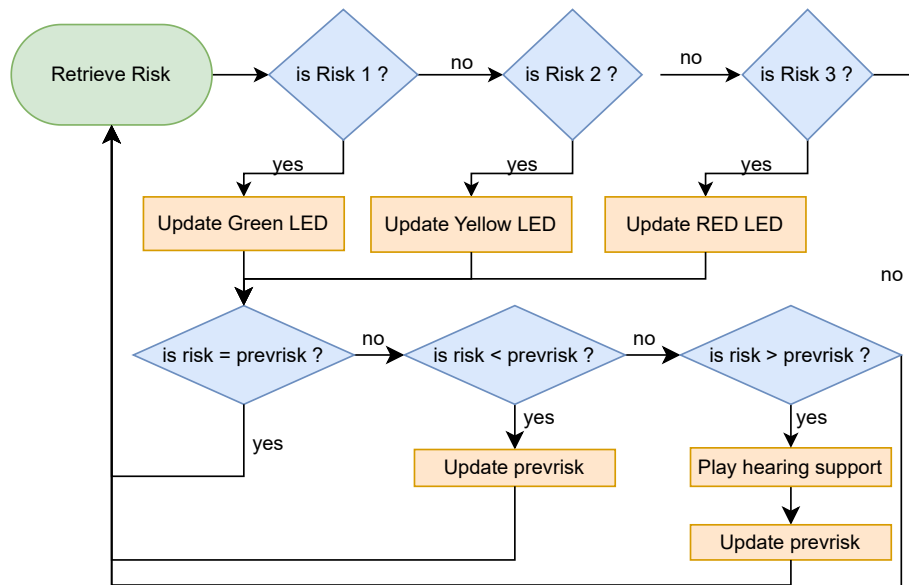 Retrieve Risk
is Risk 1 ?
no
is Risk 2 ?
no
is Risk 3 ?
yes
yes
yes
Update Green LED
Update Yellow LED
Update RED LED
no
is risk = prevrisk ?
no
is risk < prevrisk ?
no
is risk > prevrisk ?
yes
yes
yes
Update prevrisk
Play hearing support
Update prevrisk